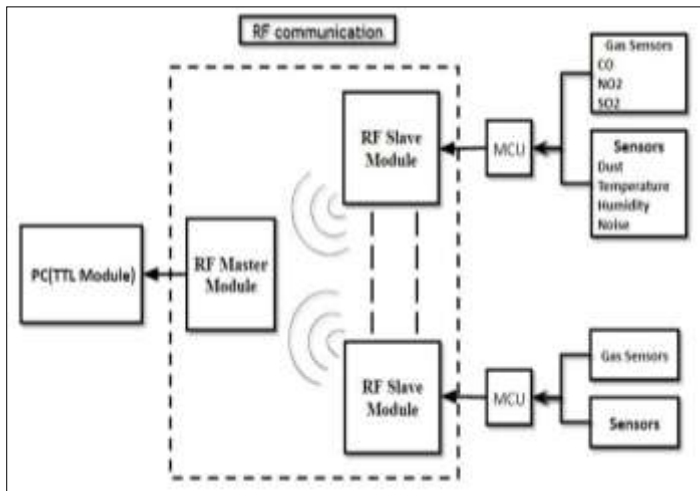 RF communication
Gas Sensors
CO
NO2
SO2
RF Slave
Module
MCU
Sensors
Dust
Temperature
Humidity
Noise
PC(TTL Module)
RF Master
Module
RF Slave
Module
MCU
Gas Sensors
Sensors